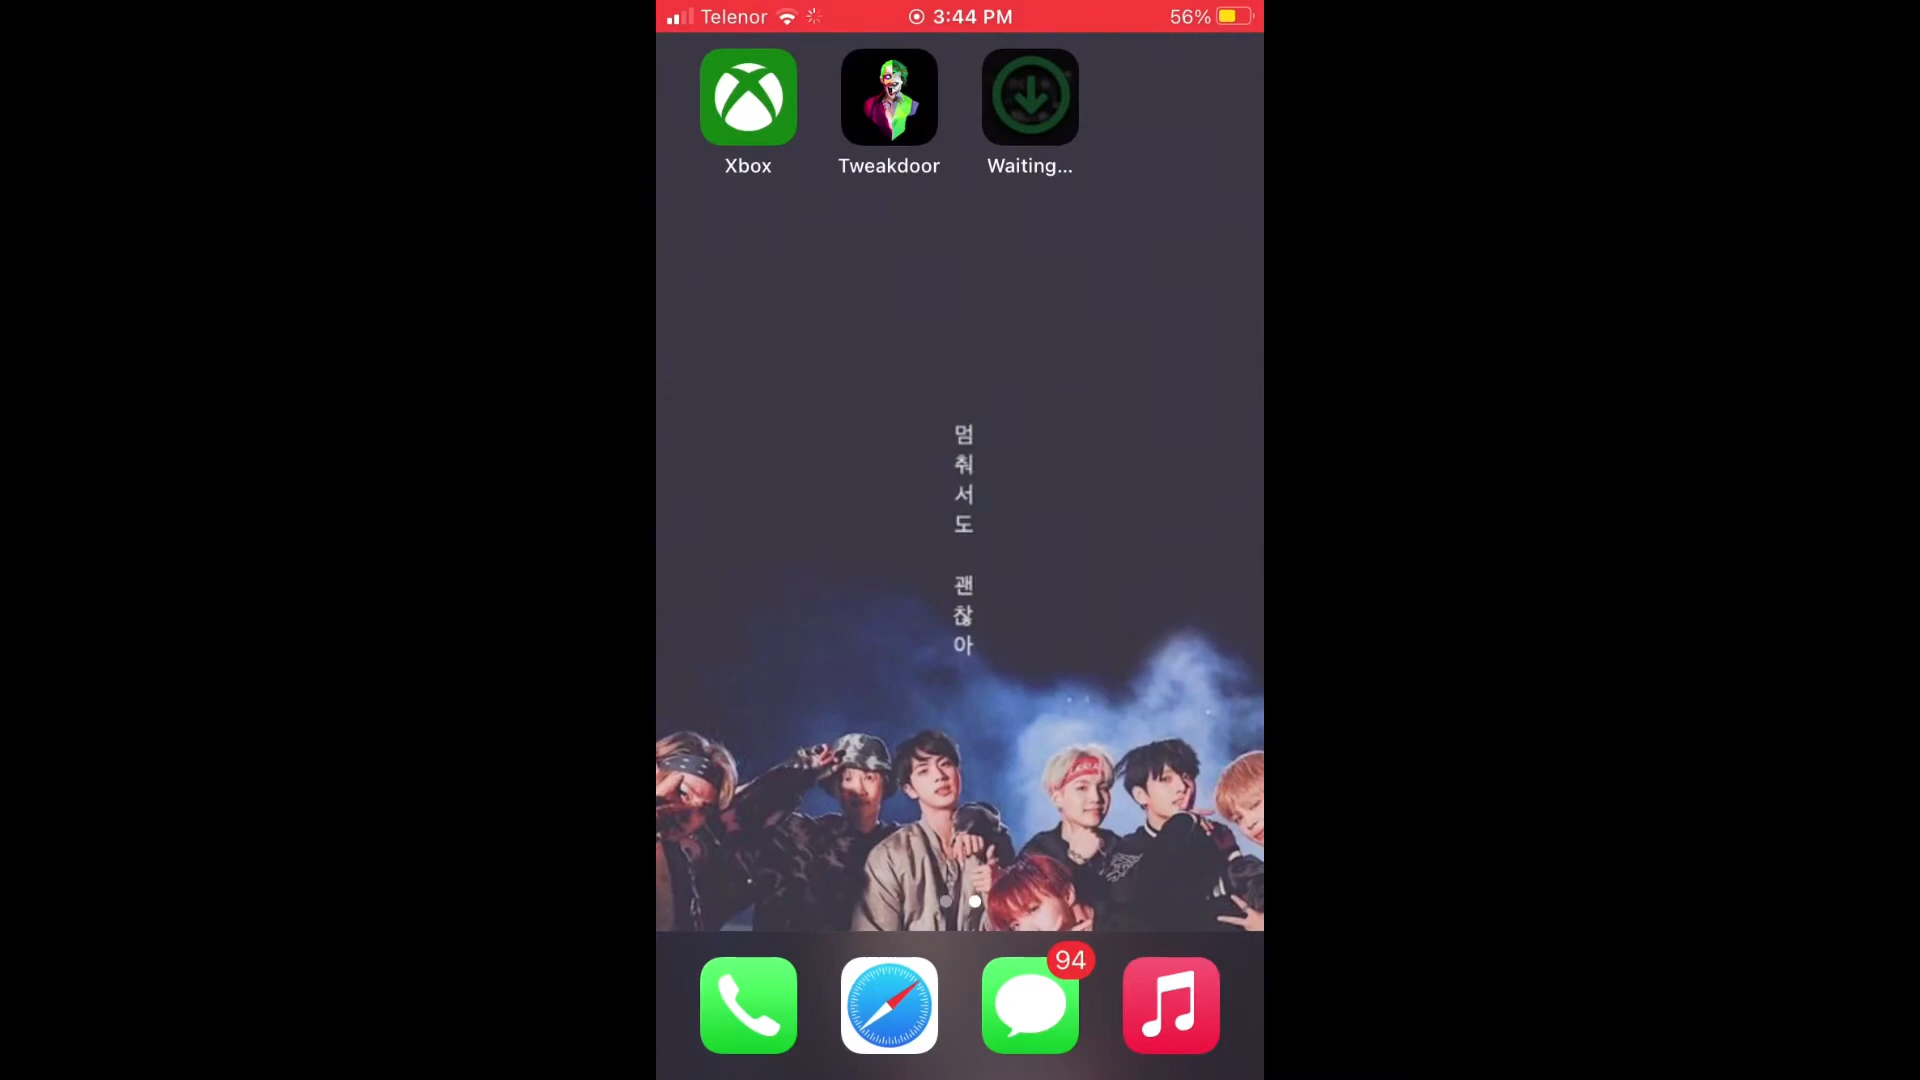 Telenor 3:44 PM 56%
Xbox Tweakdoor Waiting...
멈
춰
서
도
괜
찮
아
94